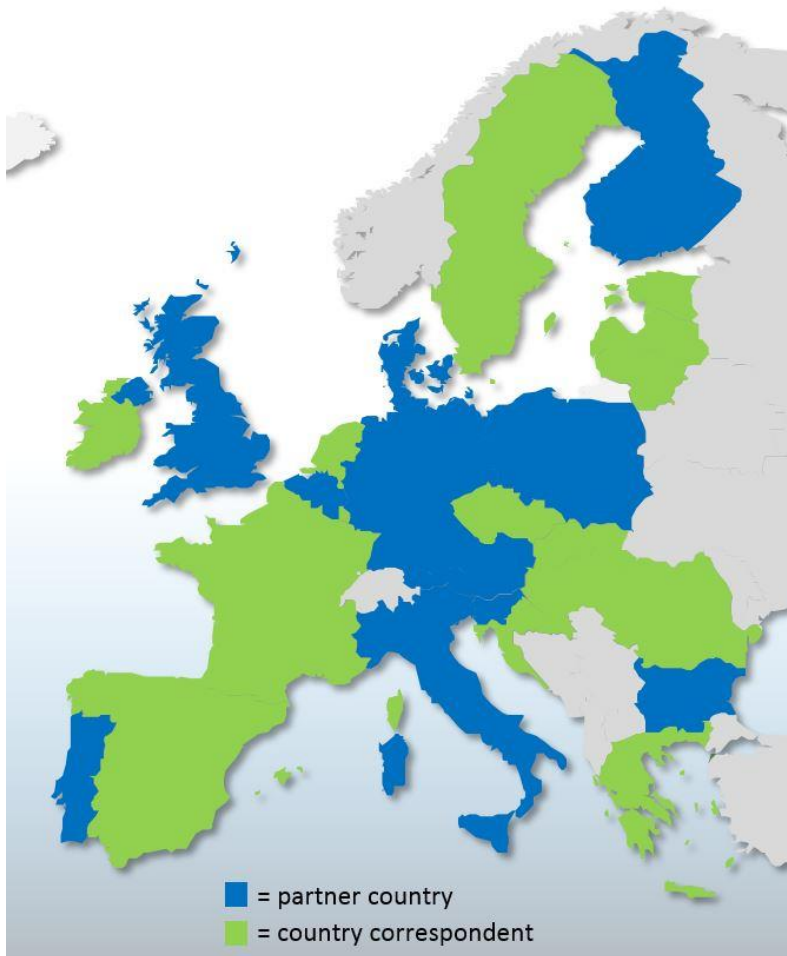 = partner country
= country correspondent